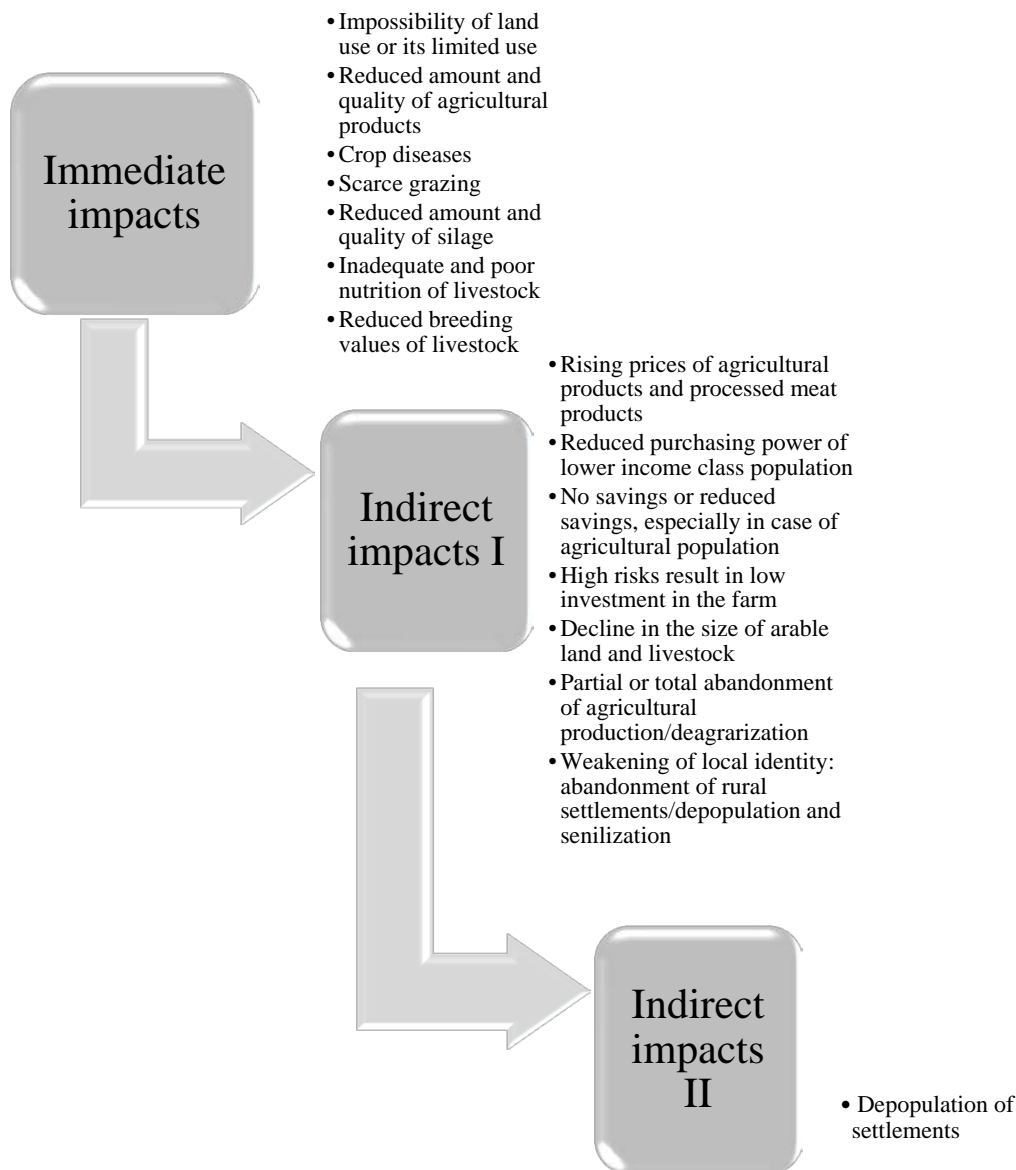 Immediate
impacts
• Impossibility of land
use or its limited use
• Reduced amount and
quality of agricultural
products
• Crop diseases
• Scarce grazing
• Reduced amount and
quality of silage
• Inadequate and poor
nutrition of livestock
• Reduced breeding
values of livestock
Indirect
impacts I
• Rising prices of agricultural
products and processed meat
products
• Reduced purchasing power of
lower income class population
• No savings or reduced
savings, especially in case of
agricultural population
• High risks result in low
investment in the farm
• Decline in the size of arable
land and livestock
• Partial or total abandonment
of agricultural
production/deagrarization
• Weakening of local identity:
abandonment of rural
settlements/depopulation and
senilization
Indirect
impacts
II
• Depopulation of
settlements